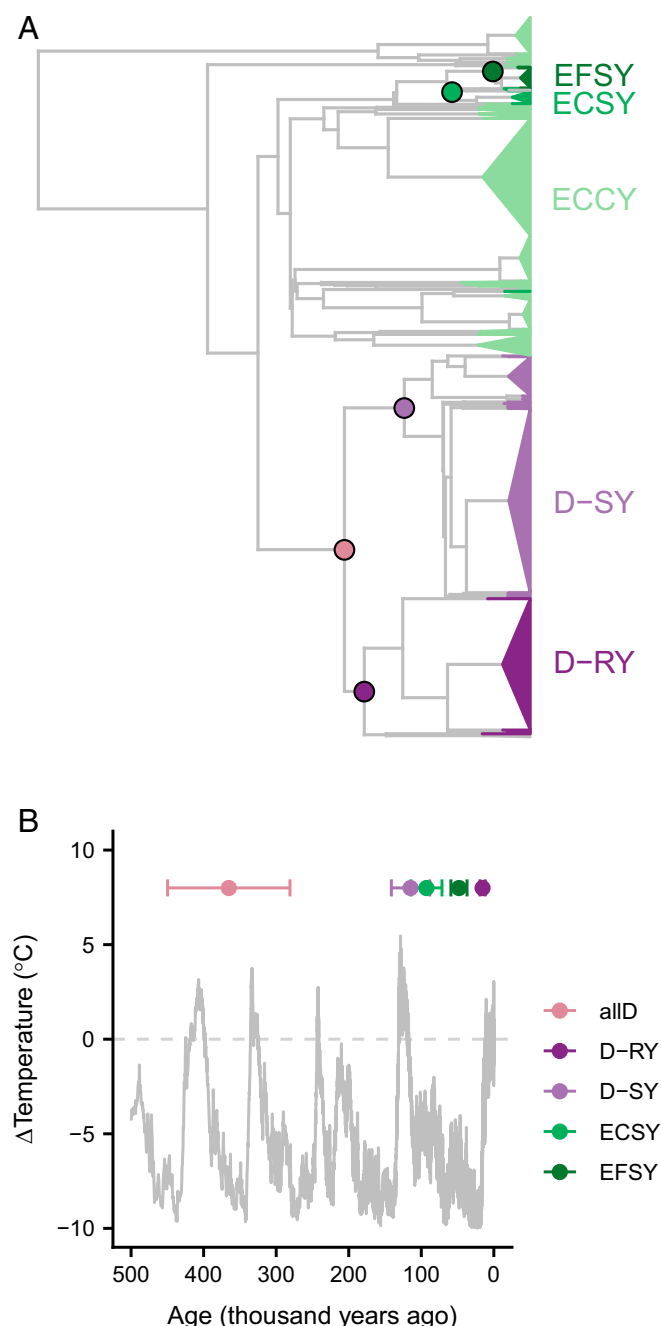 A
EFSY
ECSY
ECCY
D−SY
D−RY
B
10
5
0
−5
−10
ΔTemperature (°C)
500 400 300 200 100 0
Age (thousand years ago)
allD
D−RY
D−SY
ECSY
EFSY